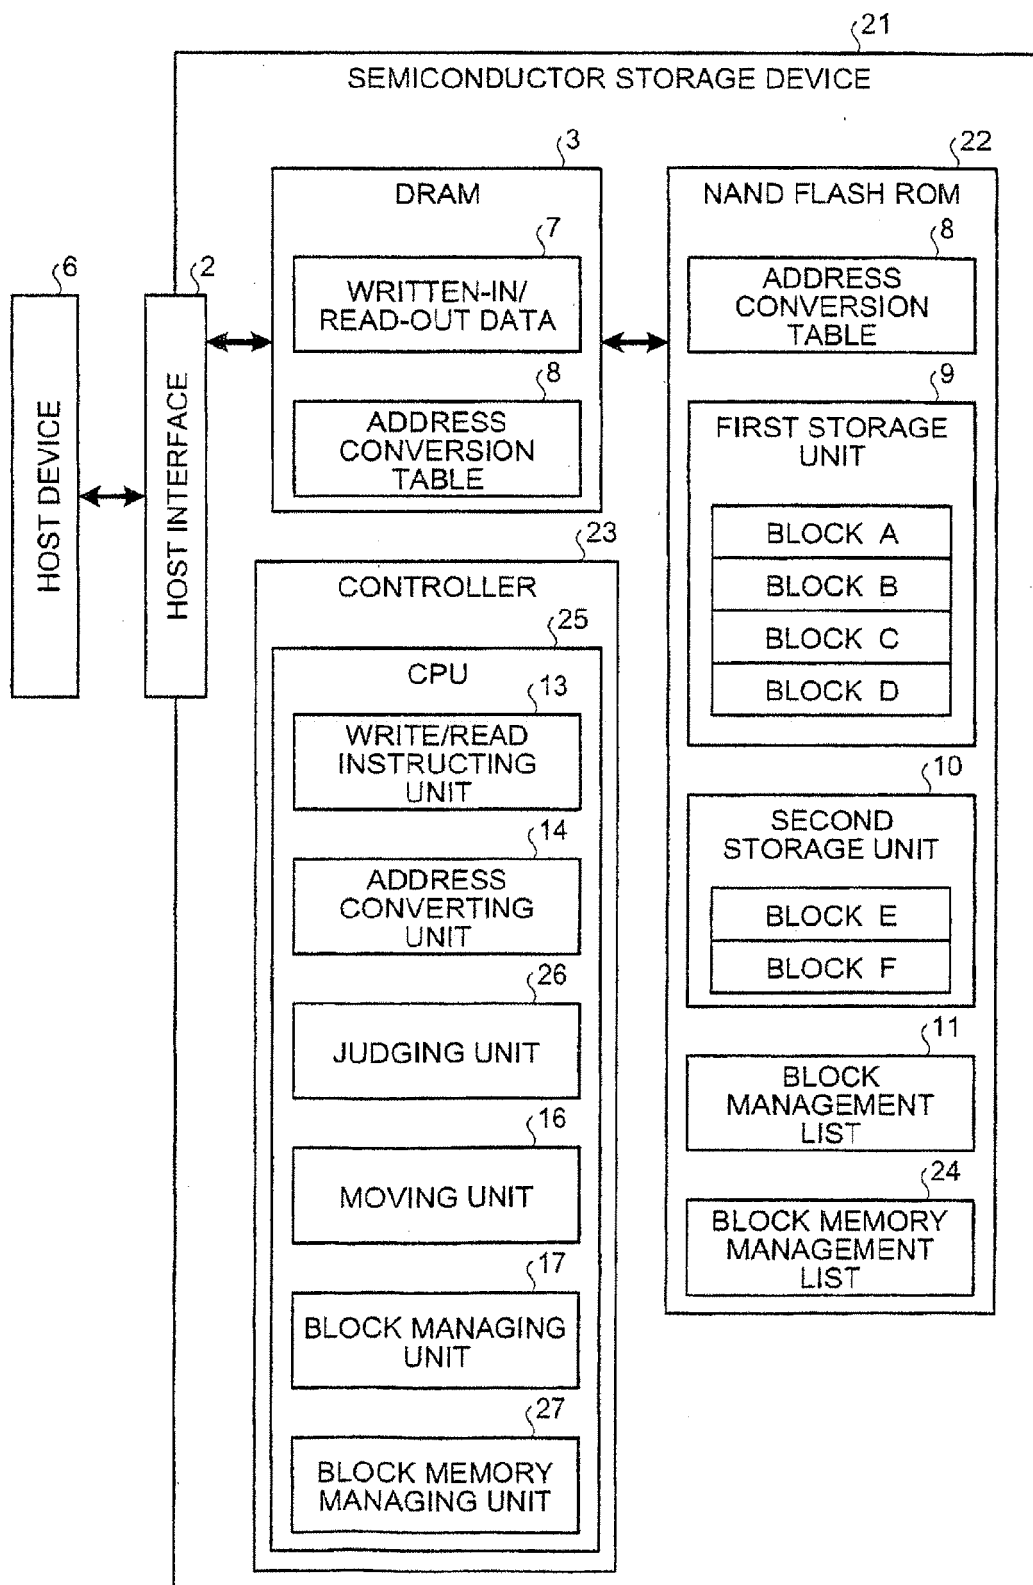 21
SEMICONDUCTOR STORAGE DEVICE
3
DRAM
7
WRITTEN-IN/
READ-OUT DATA
8
ADDRESS
CONVERSION
TABLE
22
NAND FLASH ROM
8
ADDRESS
CONVERSION
TABLE
9
FIRST STORAGE
UNIT
BLOCK A
BLOCK B
BLOCK C
BLOCK D
10
SECOND
STORAGE UNIT
BLOCK E
BLOCK F
11
BLOCK
MANAGEMENT
LIST
24
BLOCK MEMORY
MANAGEMENT
LIST
6
HOST DEVICE
2
HOST INTERFACE
23
CONTROLLER
25
CPU
13
WRITE/READ
INSTRUCTING
UNIT
14
ADDRESS
CONVERTING
UNIT
26
JUDGING UNIT
16
MOVING UNIT
17
BLOCK MANAGING
UNIT
27
BLOCK MEMORY
MANAGING UNIT